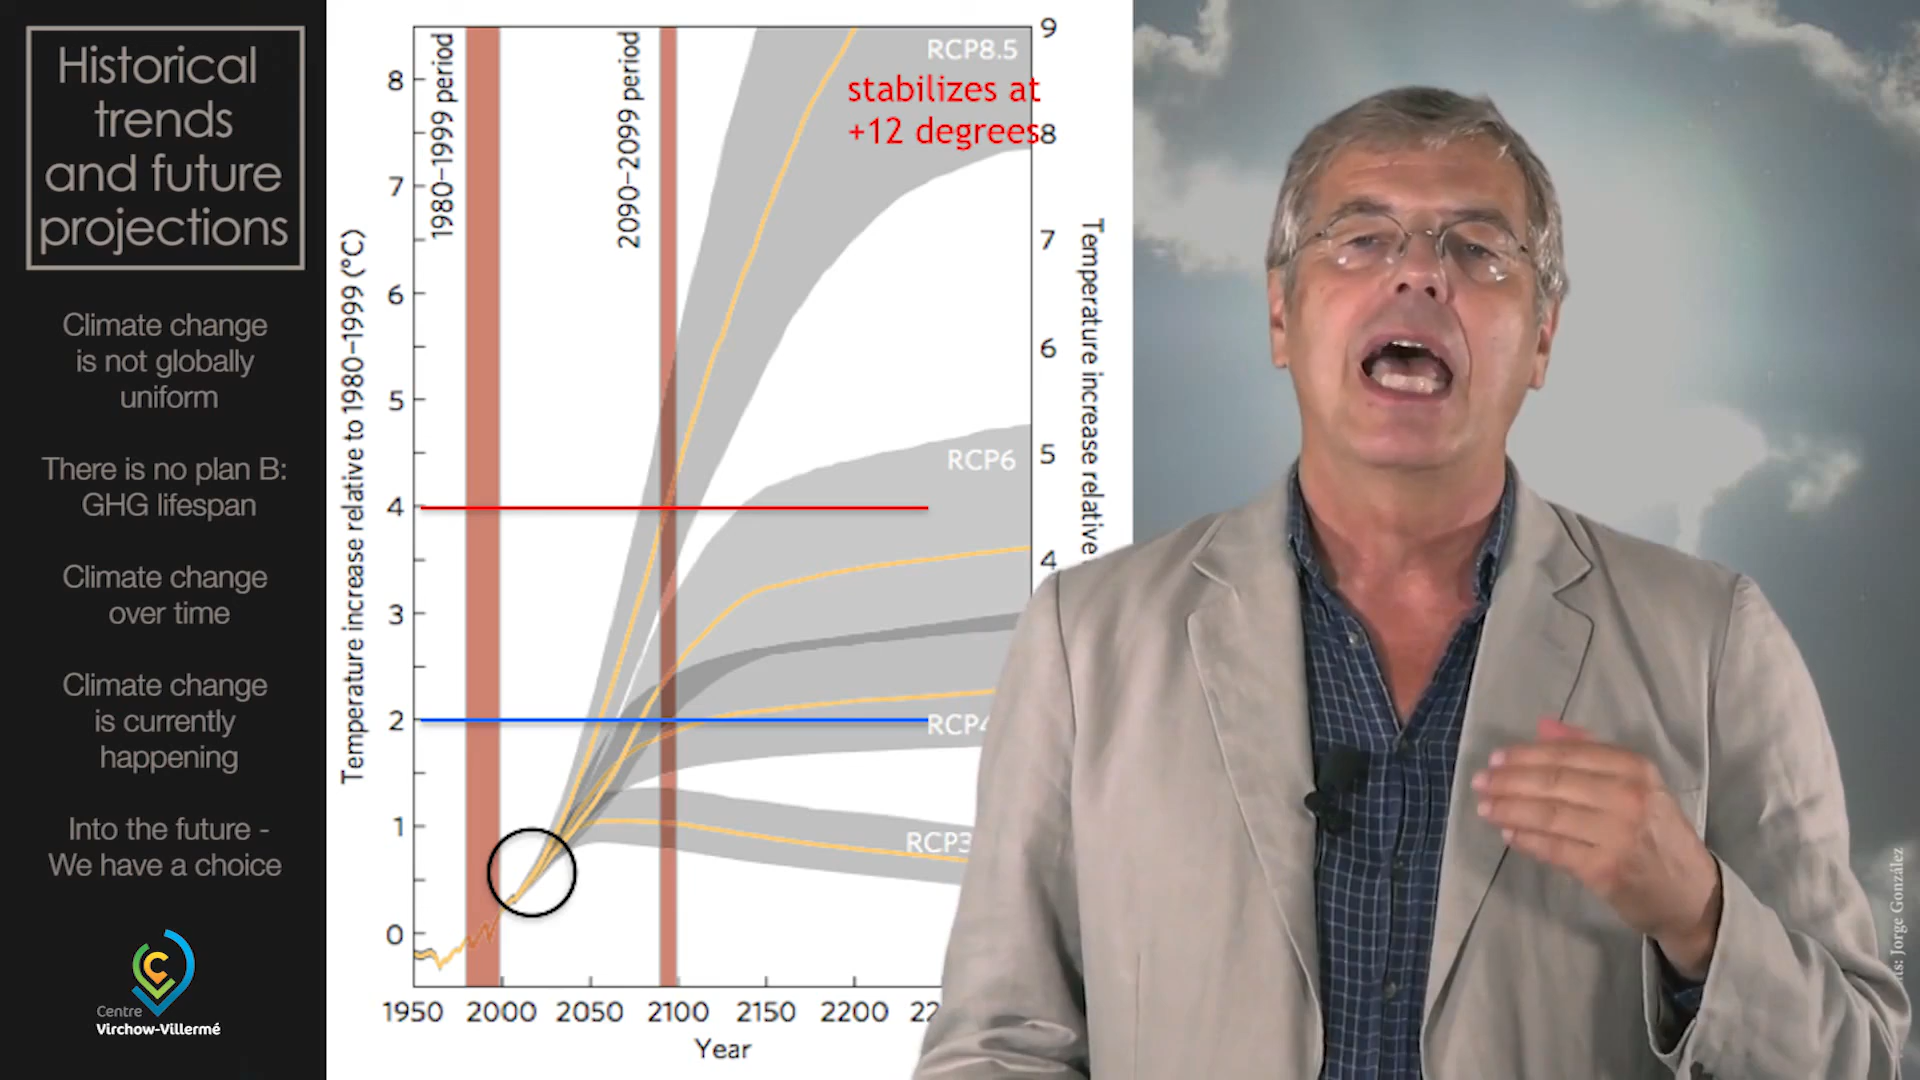 Historical
trends
and future
projections
Climate change
is not globally
uniform
There is no plan B:
GHG lifespan
Climate change
over time
Climate change
is currently
happening
Into the future -
We have a choice
Centre
Virchow-Villermé
Temperature increase relative to 1980–1999 (°C)
8
7
6
5
4
3
2
1
0
1980–1999 period
2090–2099 period
RCP8.5
stabilizes at
+12 degrees
RCP6
RCP4
RCP3
9
8
7
6
5
4
Temperature increase relative
1950 2000 2050 2100 2150 2200
Year
Jorge González